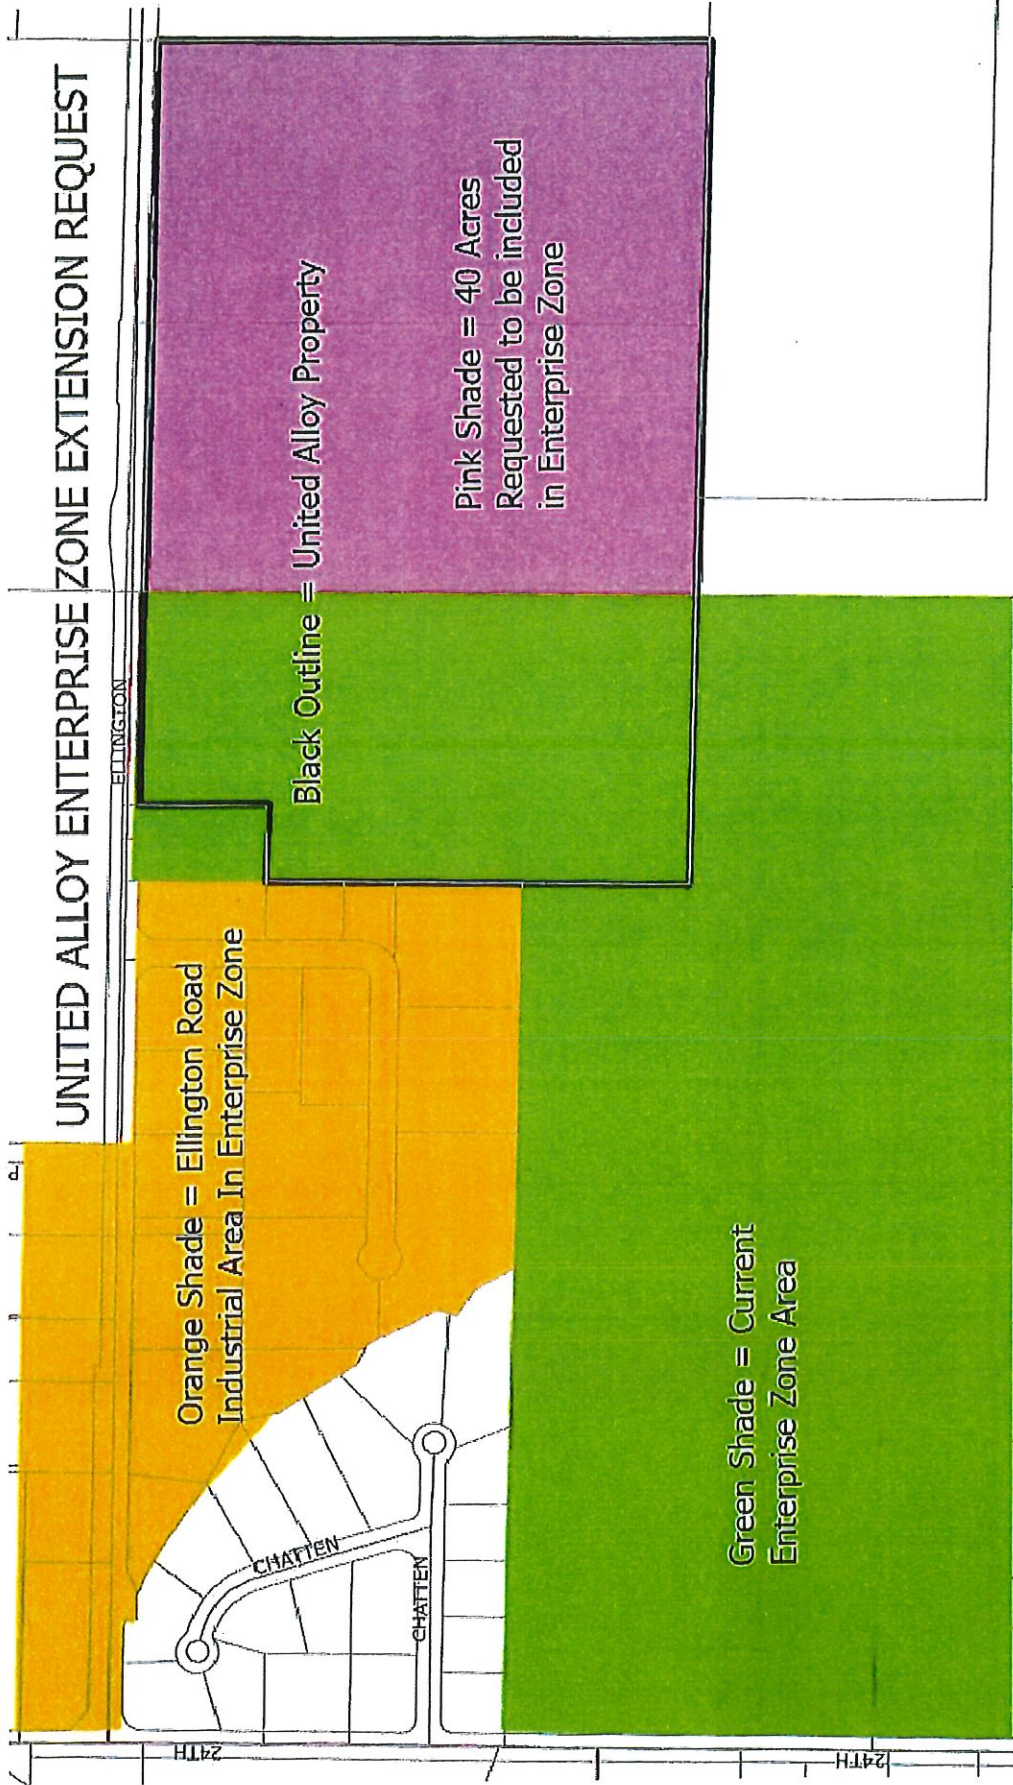 UNITED ALLOY ENTERPRISE ZONE EXTENSION REQUEST
ELLINGTON
Orange Shade = Ellington Road
Industrial Area In Enterprise Zone
Black Outline = United Alloy Property
Pink Shade = 40 Acres
Requested to be included
in Enterprise Zone
CHATTEN
CHATTEN
Green Shade = Current
Enterprise Zone Area
24TH
24TH